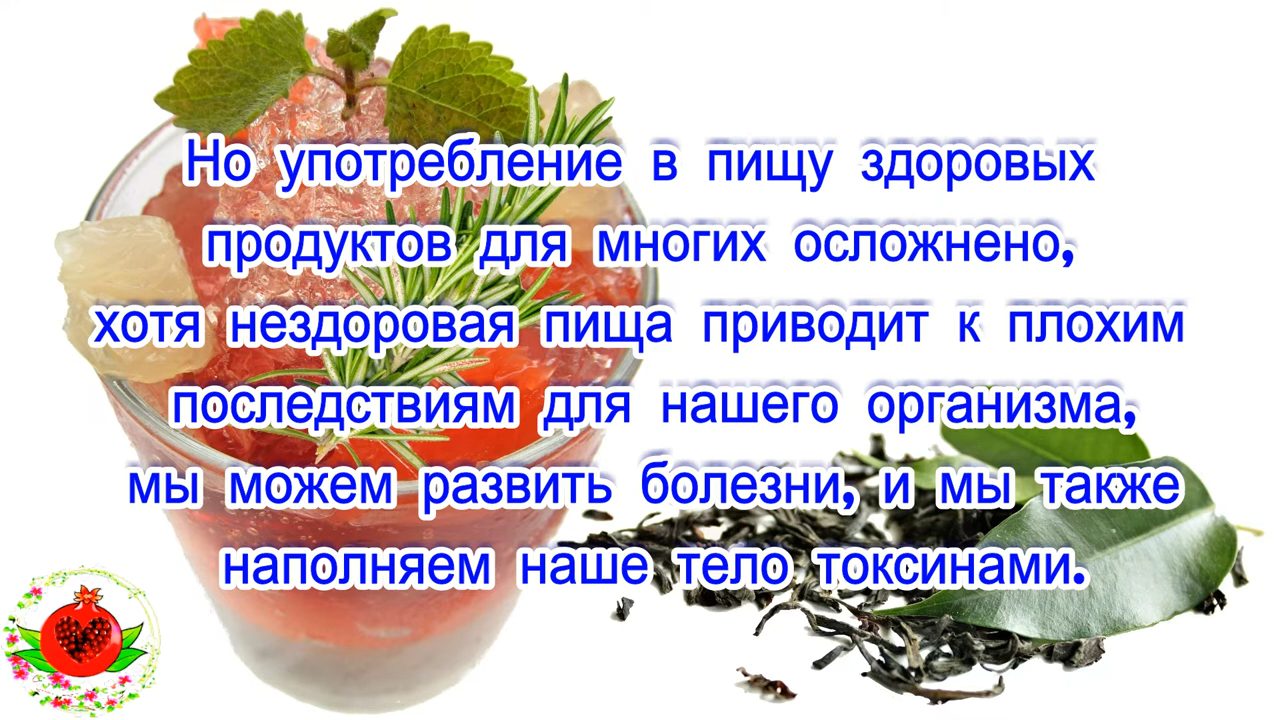 Но употребление в пищу здоровых
продуктов для многих осложнено,
хотя нездоровая пища приводит к плохим
последствиям для нашего организма,
мы можем развить болезни, и мы также
наполняем наше тело токсинами.